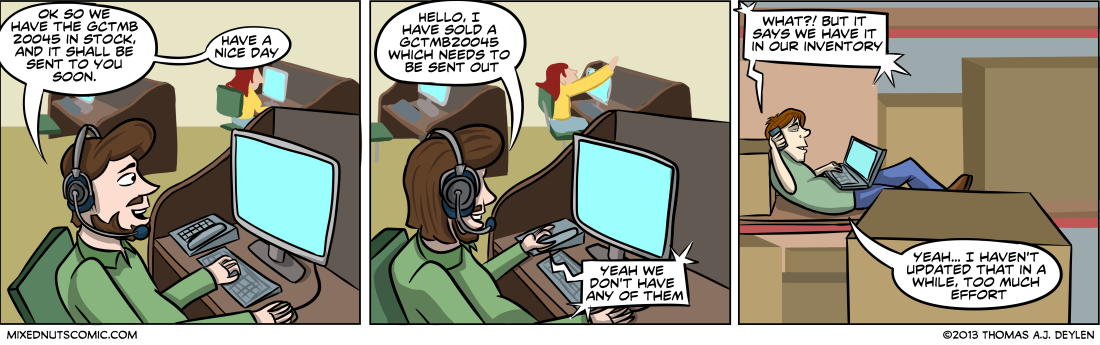 OK SO WE
HAVE THE GCTMB
20045 IN STOCK,
AND IT SHALL BE
SENT TO YOU
SOON.
HAVE A
NICE DAY
HELLO, I
HAVE SOLD A
GCTMB20045
WHICH NEEDS TO
BE SENT OUT
YEAH WE
DON'T HAVE
ANY OF THEM
WHAT?! BUT IT
SAYS WE HAVE IT
IN OUR INVENTORY
YEAH... I HAVEN'T
UPDATED THAT IN A
WHILE, TOO MUCH
EFFORT
MIXEDNUTSCOMIC.COM
©2013 THOMAS A.J. DEYLEN